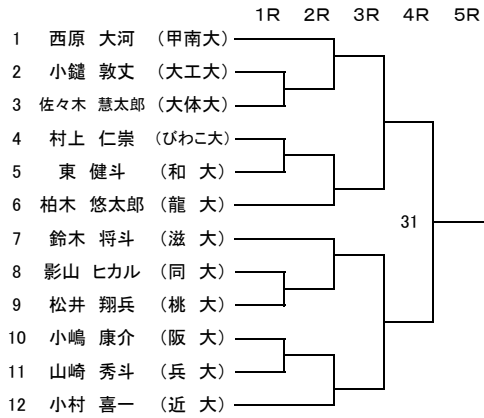 1R 2R 3R 4R 5R
1 西原 大河 (甲南大)
2 小鑓 敦丈 (大工大)
3 佐々木 慧太郎 (大体大)
4 村上 仁崇 (びわこ大)
5 東 健斗 (和 大)
6 柏木 悠太郎 (龍 大)
31
7 鈴木 将斗 (滋 大)
8 影山 ヒカル (同 大)
9 松井 翔兵 (桃 大)
10 小嶋 康介 (阪 大)
11 山崎 秀斗 (兵 大)
12 小村 喜一 (近 大)